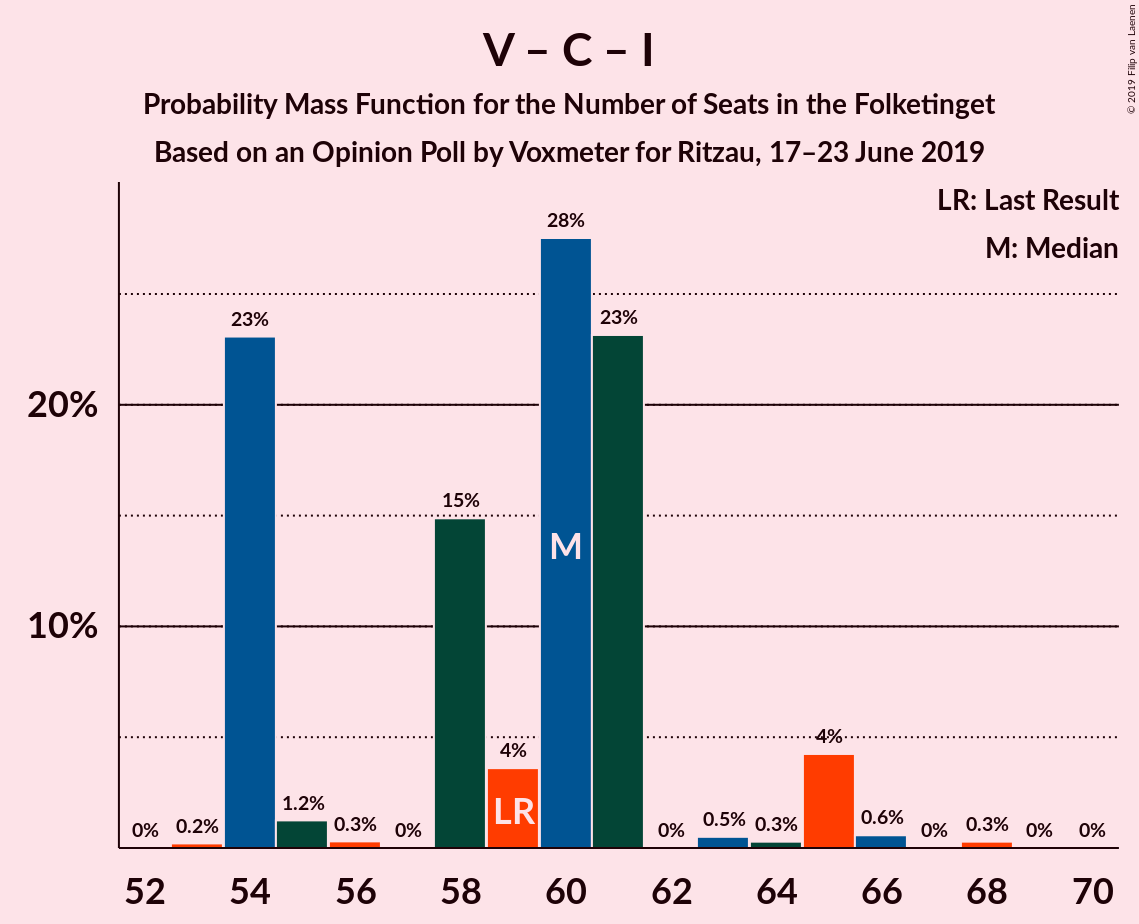 V – C – I
Probability Mass Function for the Number of Seats in the Folketinget
Based on an Opinion Poll by Voxmeter for Ritzau, 17–23 June 2019
© 2019 Filip van Laenen
LR: Last Result
M: Median
20%
10%
0%
0.2%
23%
1.2%
0.3%
0%
15%
4%
28%
23%
0%
0.5%
0.3%
4%
0.6%
0%
0.3%
0%
0%
LR
M
52 54 56 58 60 62 64 66 68 70